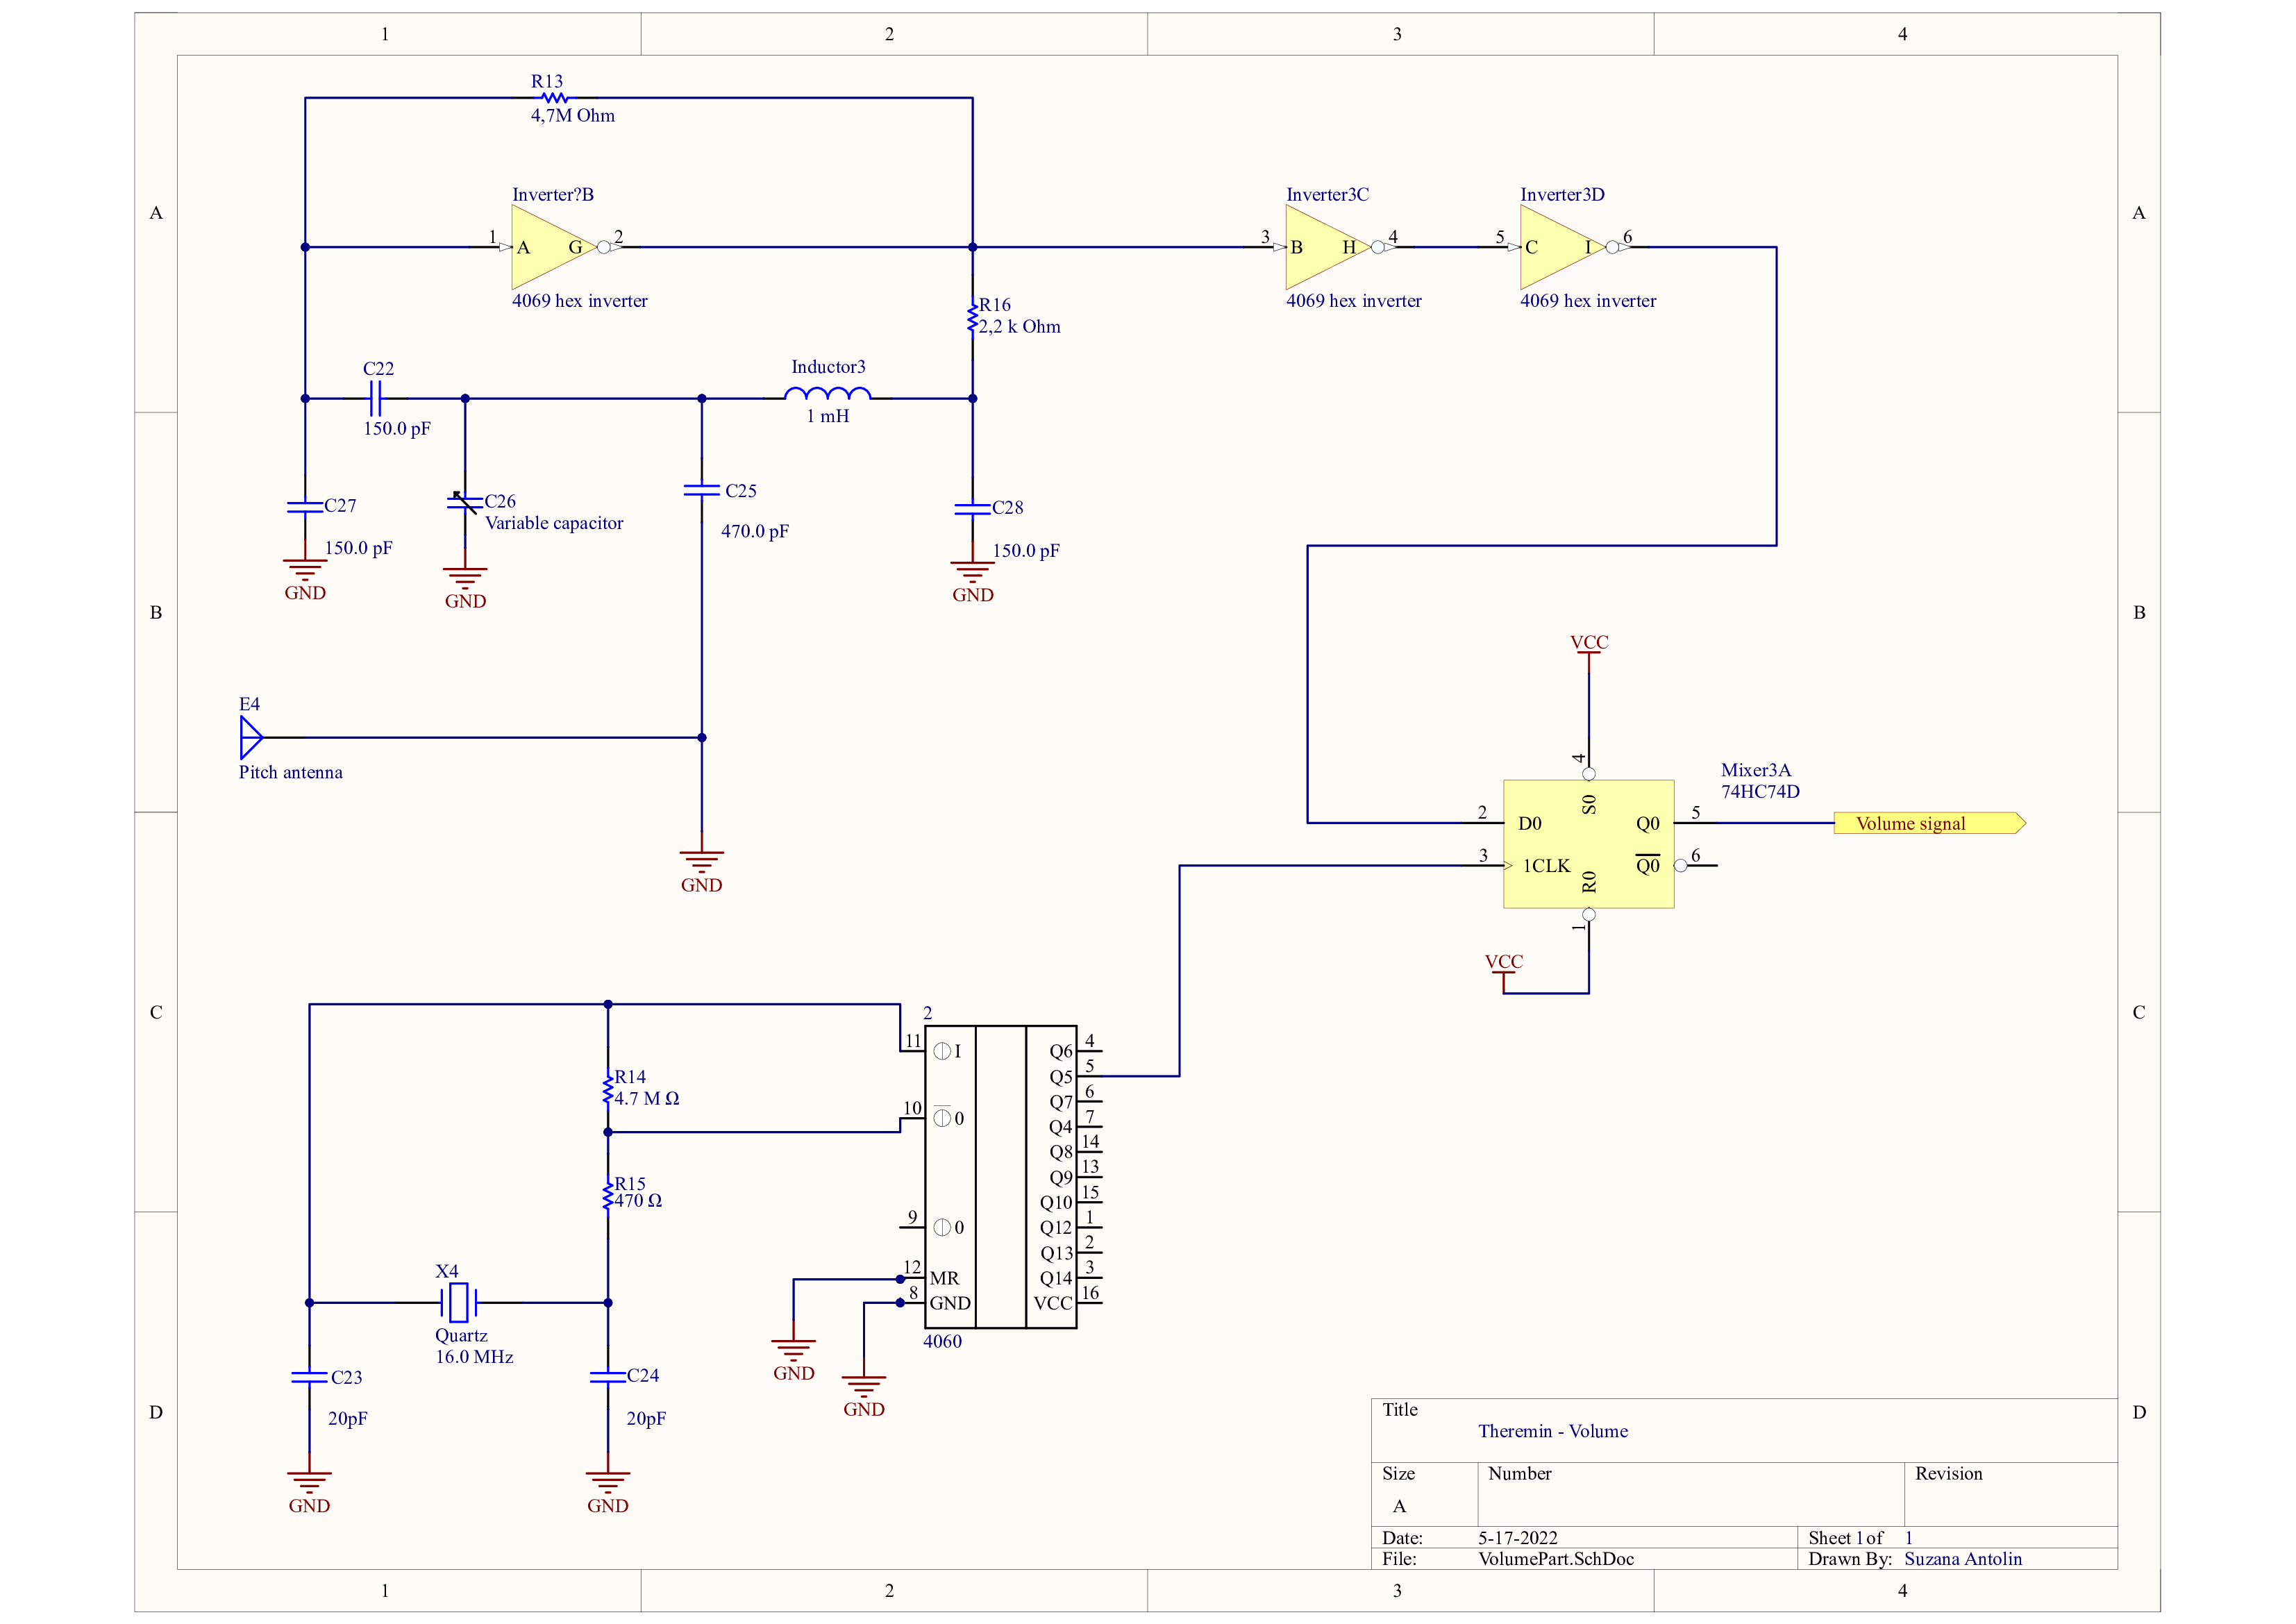 1 2 3 4
R13
4,7M Ohm
Inverter?B
1 A G 2
4069 hex inverter
Inverter3C
3 B H 4
4069 hex inverter
Inverter3D
5 C I 6
4069 hex inverter
A A
R16
2,2 k Ohm
C22
150.0 pF
Inductor3
1 mH
C27
150.0 pF
GND
C26
Variable capacitor
GND
C25
470.0 pF
C28
150.0 pF
GND
B B
E4
Pitch antenna
GND
VCC
4
S0
Mixer3A
74HC74D
2 D0 Q0 5
3 1CLK Q0 6
R0
1
VCC
Volume signal
C C
2
11 I
10 0
9 0
12 MR
8 GND
Q6 4
Q5 5
Q7 6
Q4 7
Q8 14
Q9 13
Q10 15
Q12 1
Q13 2
Q14 3
VCC 16
4060
R14
4.7 M Ω
R15
470 Ω
X4
Quartz
16.0 MHz
C23
20pF
GND
C24
20pF
GND
GND
GND
D D
Title
Theremin - Volume
Size Number Revision
A
Date: 5-17-2022 Sheet 1 of 1
File: VolumePart.SchDoc Drawn By: Suzana Antolin
1 2 3 4